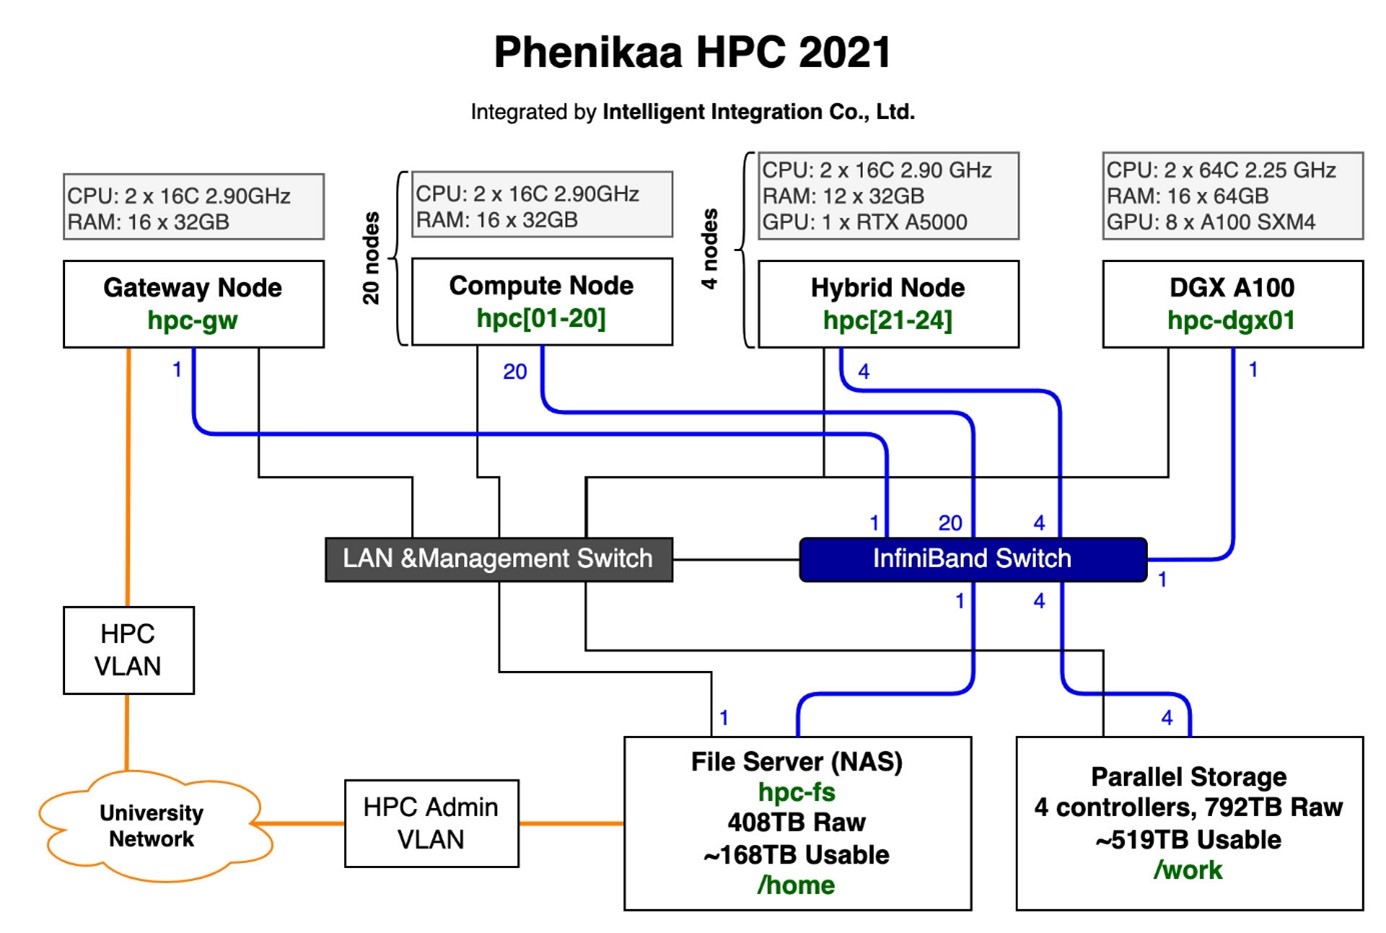 Phenikaa HPC 2021
Integrated by Intelligent Integration Co., Ltd.
CPU: 2 x 16C 2.90GHz
RAM: 16 x 32GB
Gateway Node
hpc-gw
20 nodes
CPU: 2 x 16C 2.90GHz
RAM: 16 x 32GB
Compute Node
hpc[01-20]
4 nodes
CPU: 2 x 16C 2.90 GHz
RAM: 12 x 32GB
GPU: 1 x RTX A5000
Hybrid Node
hpc[21-24]
CPU: 2 x 64C 2.25 GHz
RAM: 16 x 64GB
GPU: 8 x A100 SXM4
DGX A100
hpc-dgx01
1
20
4
1
1
20
4
LAN &Management Switch
InfiniBand Switch
1
1
4
HPC
VLAN
1
4
University
Network
HPC Admin
VLAN
File Server (NAS)
hpc-fs
408TB Raw
~168TB Usable
/home
Parallel Storage
4 controllers, 792TB Raw
~519TB Usable
/work